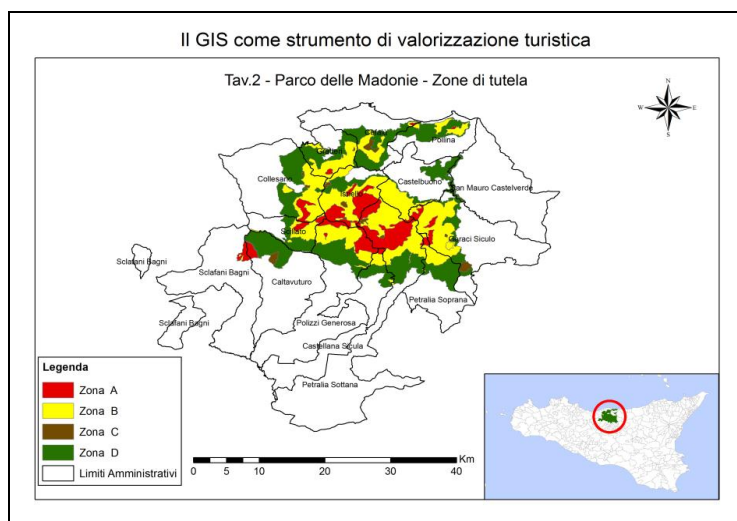 Il GIS come strumento di valorizzazione turistica
Tav.2 - Parco delle Madonie - Zone di tutela
N
W
E
S
Pollina
Collesano
Castelbuono
San Mauro Castelverde
Isnello
Scillato
Geraci Siculo
Sclafani Bagni
Sclafani Bagni
Caltavuturo
Petralia Soprana
Sclafani Bagni
Polizzi Generosa
Castellana Sicula
Petralia Sottana
Legenda
Zona A
Zona B
Zona C
Zona D
Limiti Amministrativi
Km
0
5
10
20
30
40